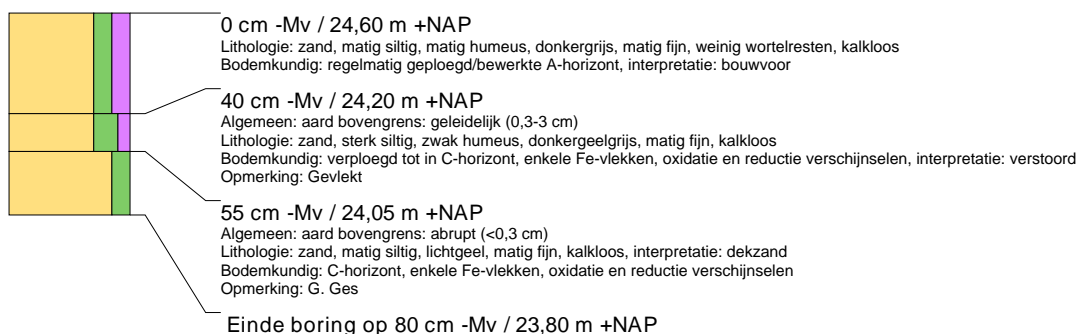 0 cm -Mv / 24,60 m +NAP
Lithologie: zand, matig siltig, matig humeus, donkergrijs, matig fijn, weinig wortelresten, kalkloos
Bodemkundig: regelmatig geploegd/bewerkte A-horizont, interpretatie: bouwvoor
40 cm -Mv / 24,20 m +NAP
Algemeen: aard bovengrens: geleidelijk (0,3-3 cm)
Lithologie: zand, sterk siltig, zwak humeus, donkergeelgrijs, matig fijn, kalkloos
Bodemkundig: verploegd tot in C-horizont, enkele Fe-vlekken, oxidatie en reductie verschijnselen, interpretatie: verstoord
Opmerking: Gevlekt
55 cm -Mv / 24,05 m +NAP
Algemeen: aard bovengrens: abrupt (<0,3 cm)
Lithologie: zand, matig siltig, lichtgeel, matig fijn, kalkloos, interpretatie: dekzand
Bodemkundig: C-horizont, enkele Fe-vlekken, oxidatie en reductie verschijnselen
Opmerking: G. Ges
Einde boring op 80 cm -Mv / 23,80 m +NAP